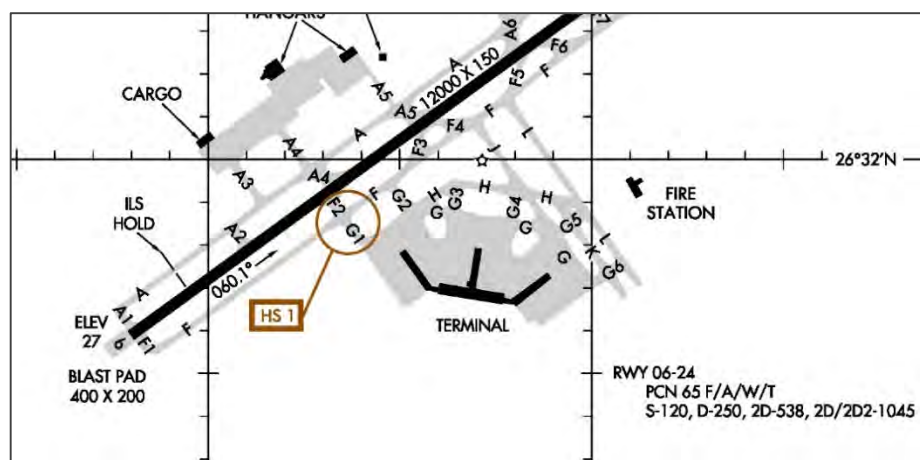 HANGARS
CARGO
ILS
HOLD
A6
F6
F5
F
A
12000 X 150
A5
A5
F4
F
L
A
F3
J
A4
A4
A3
F
G2
H
G
G3
H
G4
G
H
G5
F2
G1
A2
26°32'N
FIRE
STATION
L
K
G
G6
060.1°
HS 1
A
A1
F
ELEV
27
6
F1
TERMINAL
BLAST PAD
400 X 200
RWY 06-24
PCN 65 F/A/W/T
S-120, D-250, 2D-538, 2D/2D2-1045